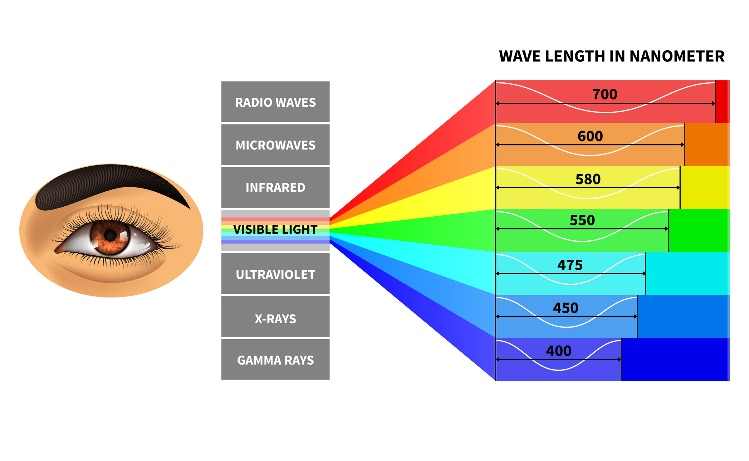 WAVE LENGTH IN NANOMETER
RADIO WAVES
MICROWAVES
INFRARED
VISIBLE LIGHT
ULTRAVIOLET
X-RAYS
GAMMA RAYS
700
600
580
550
475
450
400